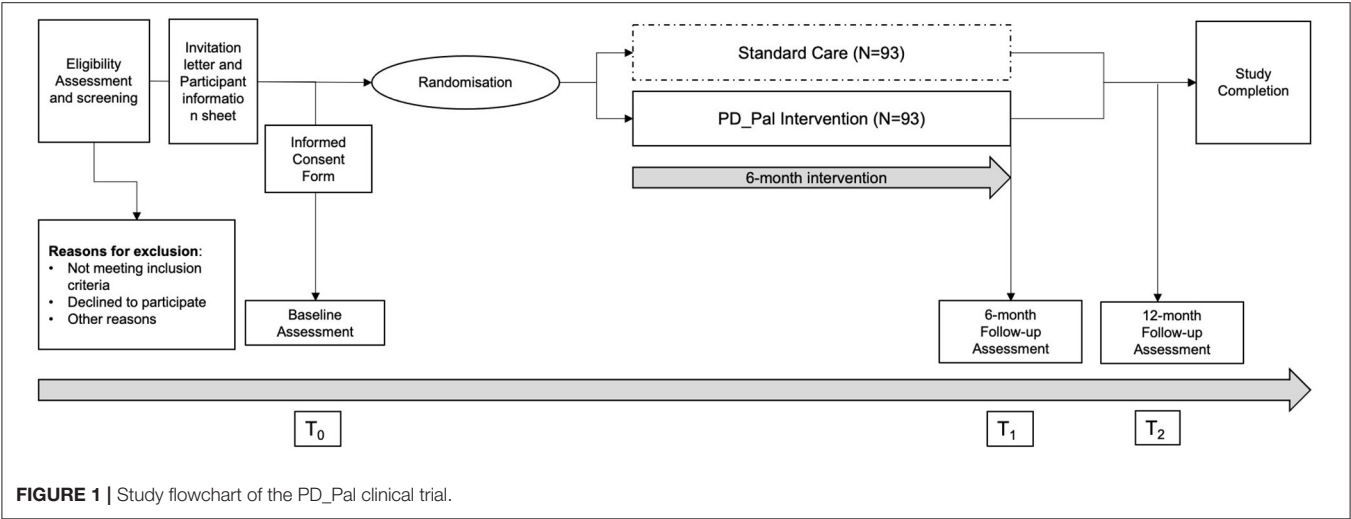 Eligibility
Assessment
and screening
Invitation
letter and
Participant
informatio
n sheet
Informed
Consent
Form
Randomisation
Standard Care (N=93)
PD_Pal Intervention (N=93)
6-month intervention
Study
Completion
Reasons for exclusion:
• Not meeting inclusion
criteria
• Declined to participate
• Other reasons
Baseline
Assessment
6-month
Follow-up
Assessment
12-month
Follow-up
Assessment
T₀
T₁
T₂
FIGURE 1 | Study flowchart of the PD_Pal clinical trial.